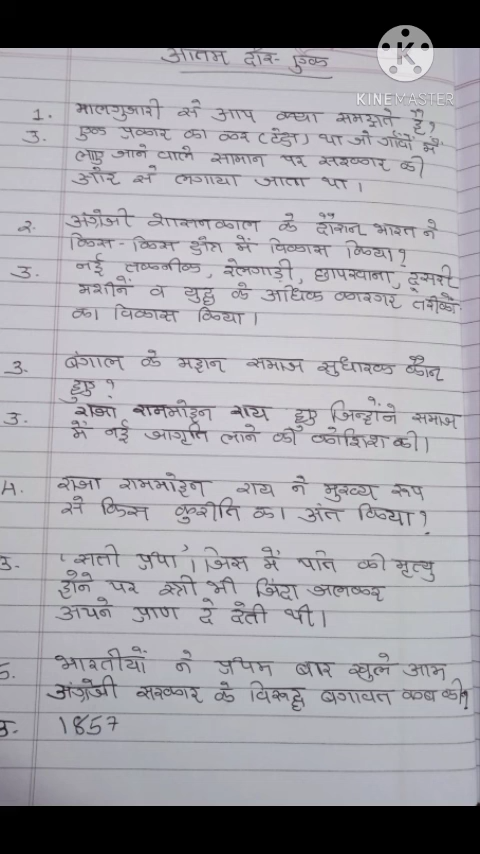 K
KINEMASTER
अंतिम दौर- एक
1. मालगुजारी से आप क्या समझते हैं,
उ. एक प्रकार का कर (टैक्स) था जो गाँवों में
लाए जाने वाले सामान पर सरकार की
ओर से लगाया जाता था।
2. अंग्रेजी शासनकाल के दौरान भारत ने
किस-किस क्षेत्र में विकास किया?
उ. नई तकनीक, रेलगाड़ी, छापखाना, दूसरी
मशीनें व युद्ध के अधिक कारगर तरीकों
का विकास किया।
3. बंगाल के महान समाज सुधारक कौन
हुए?
उ. राजा राममोहन राय हुए जिन्होंने समाज
में नई जागृति लाने की कोशिश की।
4. राजा राममोहन राय ने मुख्य रूप
से किस कुरीति का अंत किया?
उ. 'सती प्रथा'। जिस में पति की मृत्यु
होने पर स्त्री भी जिंदा जलकर
अपने प्राण दे देती थी।
5. भारतीयों ने प्रथम बार खुले आम
अंग्रेजी सरकार के विरुद्ध बगावत कब की?
उ. 1857